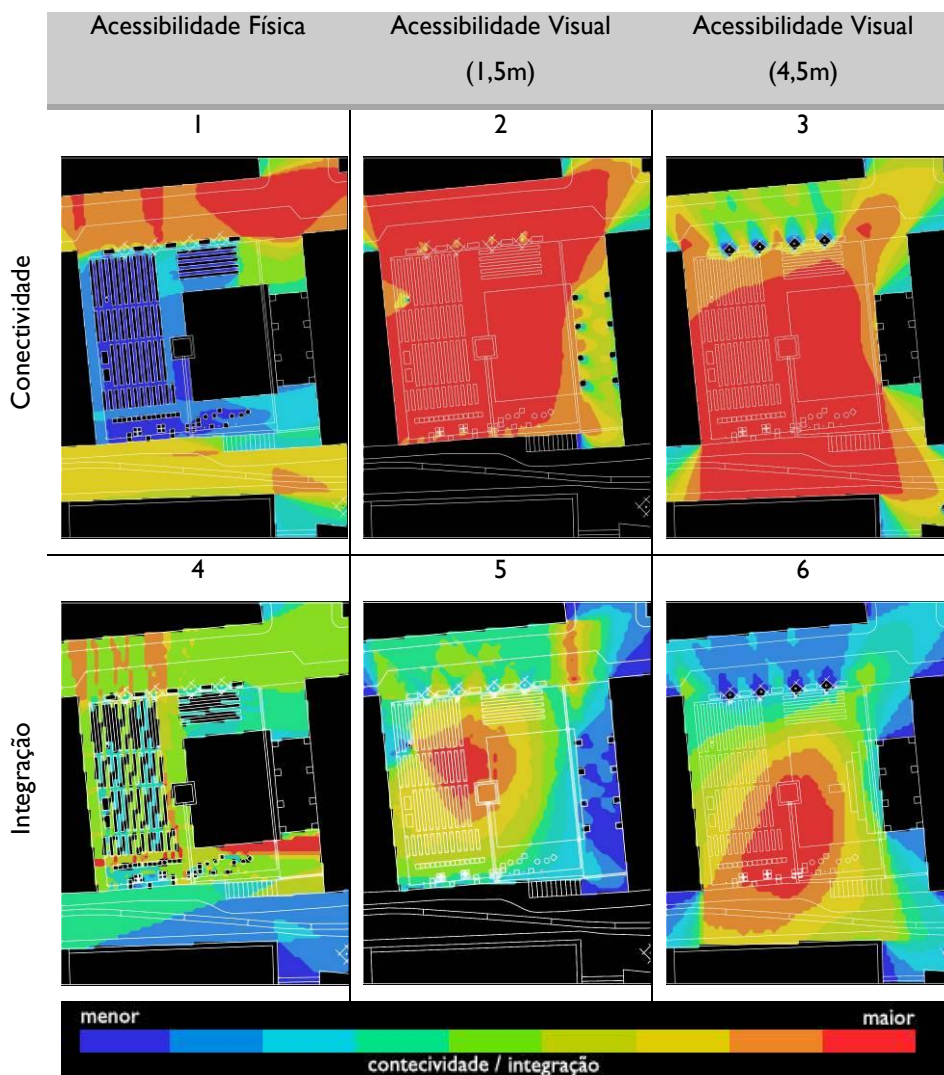 Acessibilidade Física
Acessibilidade Visual
(1,5m)
Acessibilidade Visual
(4,5m)
Conectividade
1
2
3
Integração
4
5
6
menor
maior
contecividade / integração